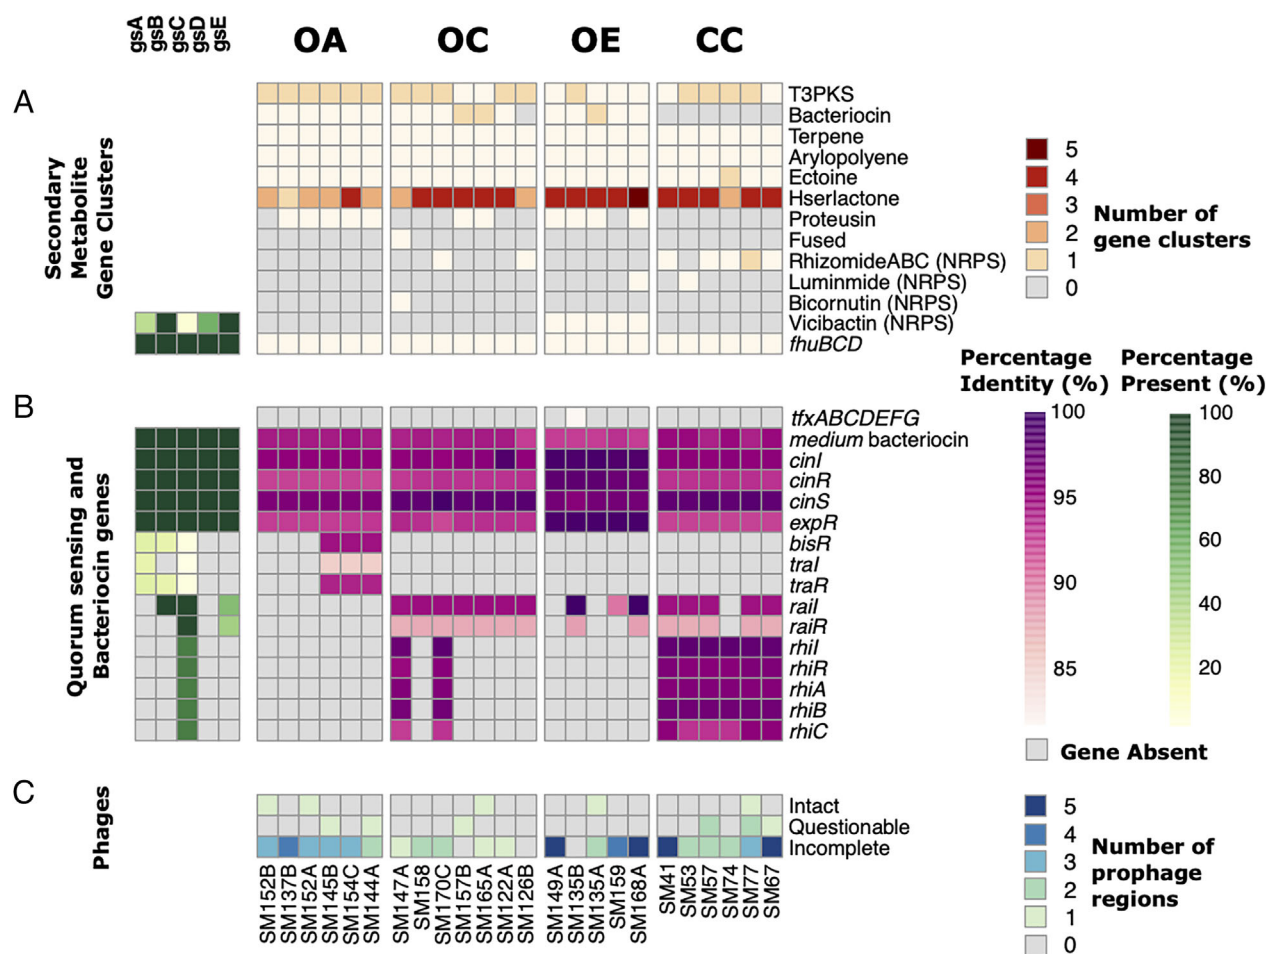 gsA
gsB
gsC
gsD
gsE
OA
OC
OE
CC
A
Secondary
Metabolite
Gene Clusters
T3PKS
Bacteriocin
Terpene
Arylopolyene
Ectoine
Hserlactone
Proteusin
Fused
RhizomideABC (NRPS)
Luminmide (NRPS)
Bicornutin (NRPS)
Vicibactin (NRPS)
fhuBCD
5
4
3
2
1
0
Number of
gene clusters
B
Quorum sensing and
Bacteriocin genes
tfxABCDEFG
medium bacteriocin
cinI
cinR
cinS
expR
bisR
traI
traR
raiI
raiR
rhiI
rhiR
rhiA
rhiB
rhiC
Percentage
Identity (%)
100
95
90
85
Percentage
Present (%)
100
80
60
40
20
Gene Absent
C
Phages
Intact
Questionable
Incomplete
5
4
3
2
1
0
Number of
prophage
regions
SM152B
SM137B
SM152A
SM145B
SM154C
SM144A
SM147A
SM158
SM170C
SM157B
SM165A
SM122A
SM126B
SM149A
SM135B
SM135A
SM159
SM168A
SM41
SM53
SM57
SM74
SM77
SM67